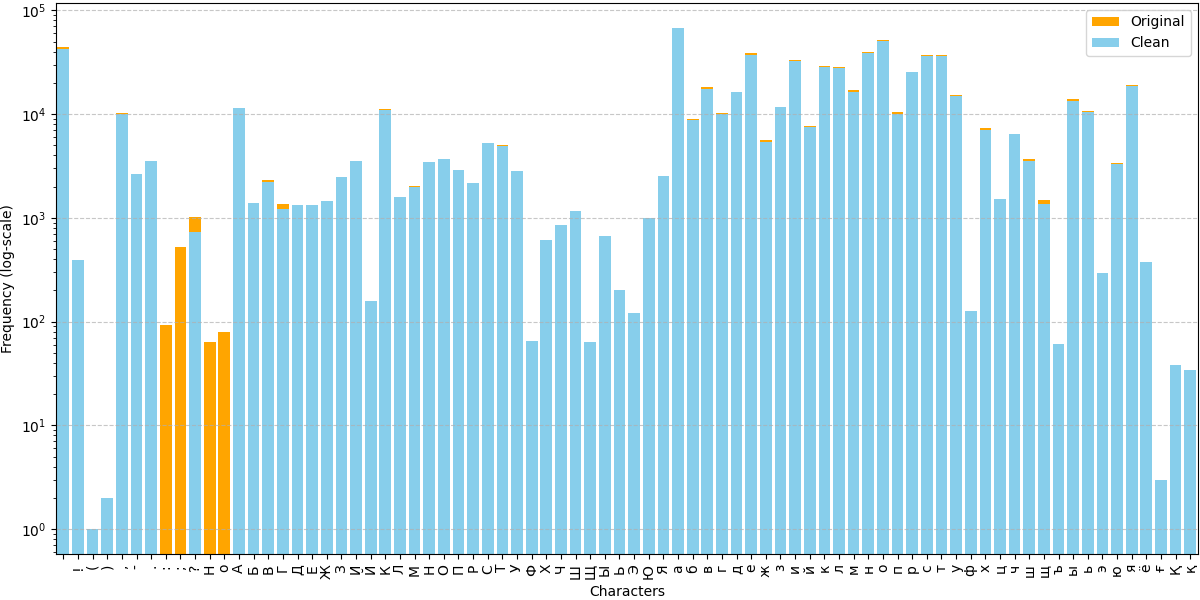 10⁵
10⁴
10³
10²
10¹
10⁰
Frequency (log-scale)
Original
Clean
! ( ) , - . : ; ? H o А Б В Г Д Е Ж З И Й К Л М Н О П Р С Т У Ф Х Ч Ш Щ Ы Ь Э Ю Я а б в г д е ж з и й к л м н о п р с т у ф х ц ч ш щ ъ ы ь э ю я ё ғ Қ қ
Characters